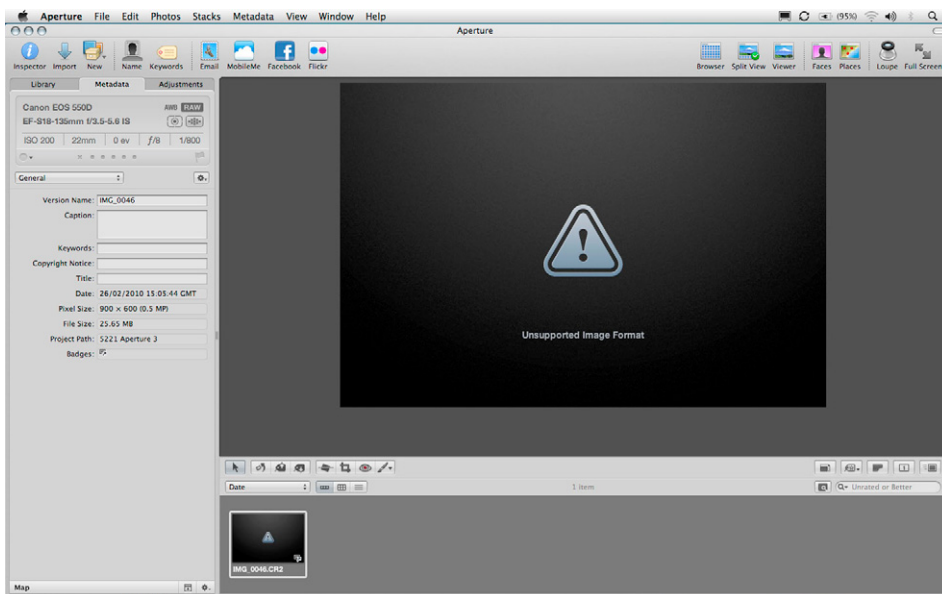 Aperture File Edit Photos Stacks Metadata View Window Help (95%)
Aperture
Inspector Import New Name Keywords Email MobileMe Facebook Flickr Browser Split View Viewer Faces Places Loupe Full Screen
Library Metadata Adjustments
Canon EOS 550D AWB RAW
EF-S18-135mm f/3.5-5.6 IS
ISO 200 22mm 0 ev ƒ/8 1/800
General
Version Name: IMG_0046
Caption:
Keywords:
Copyright Notice:
Title:
Date: 26/02/2010 15.05:44 GMT
Pixel Size: 900 × 600 (0.5 MP)
File Size: 25.65 MB
Project Path: 5221 Aperture 3
Badges:
Unsupported Image Format
Date 1 item Unrated or Better
IMG_0046.CR2
Map